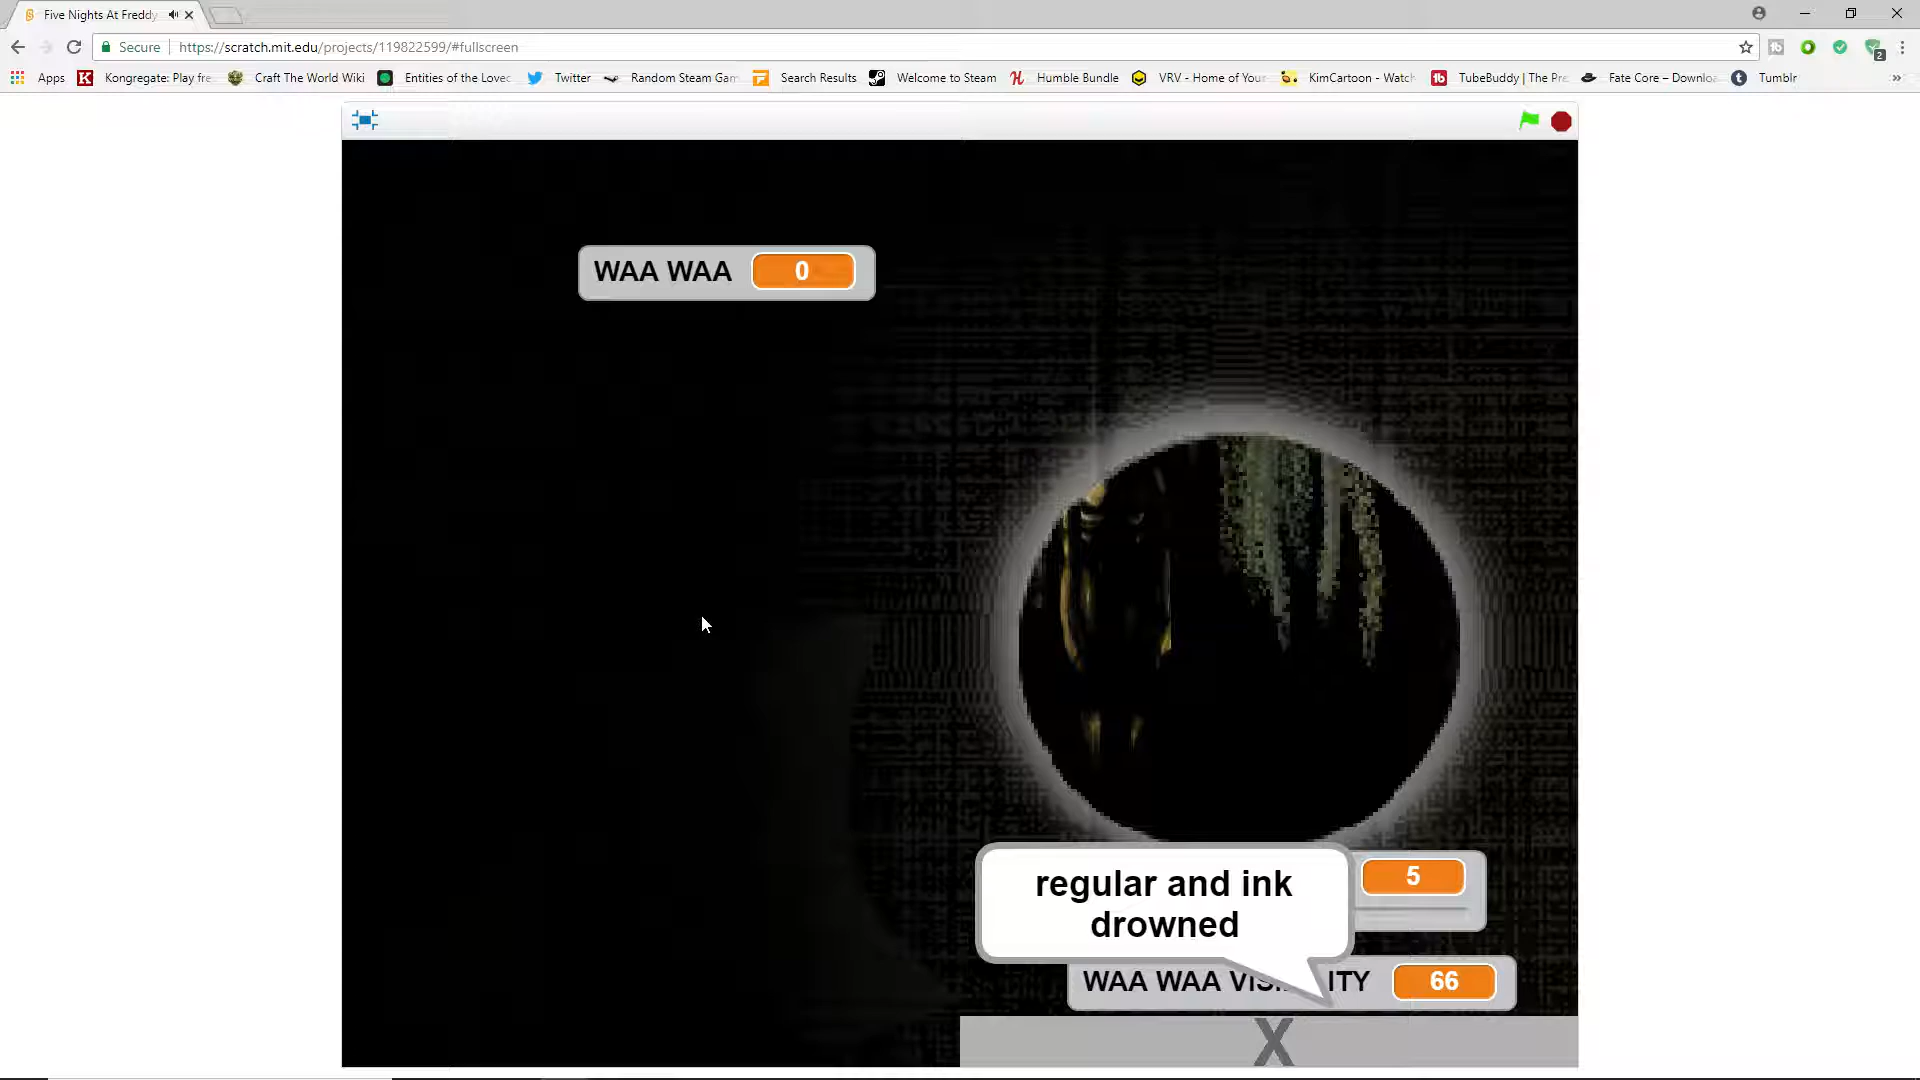 Five Nights At Freddy
Secure
https://scratch.mit.edu/projects/119822599/#fullscreen
2
Apps
Kongregate: Play fre
Craft The World Wiki
Entities of the Lovec
Twitter
Random Steam Gam
Search Results
Welcome to Steam
Humble Bundle
VRV - Home of Your
KimCartoon - Watch
TubeBuddy | The Pre
Fate Core – Downlo
Tumblr
WAA WAA 0
5
regular and ink
drowned
WAA WAA VIS ITY 66
X